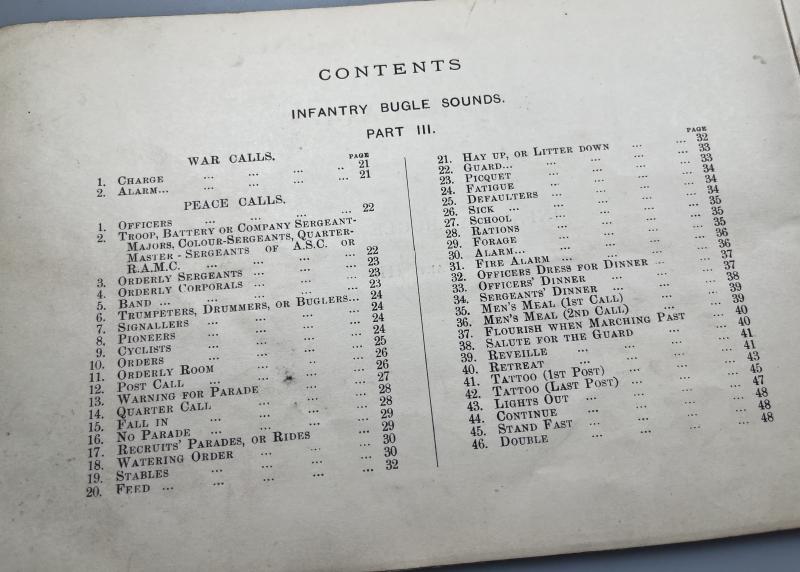 CONTENTS
INFANTRY BUGLE SOUNDS.
PART III.
WAR CALLS.
PAGE
1. CHARGE ... ... ... .. 21
2. ALARM... ... ... ... ... 21
PEACE CALLS.
1. OFFICERS ... ... ... ... 22
2. TROOP, BATTERY OR COMPANY SERGEANT-
MAJORS, COLOUR-SERGEANTS, QUARTER-
MASTER-SERGEANTS OF A.S.C. OR
R.A.M.C. ... ... ... ... 22
3. ORDERLY SERGEANTS ... ... ... 23
4. ORDERLY CORPORALS ... ... ... 23
5. BAND ... ... ... ... ... 23
6. TRUMPETERS, DRUMMERS, OR BUGLERS... 24
7. SIGNALLERS ... ... ... ... 24
8. PIONEERS ... ... ... ... 24
9. CYCLISTS ... ... ... ... 24
10. ORDERS ... ... ... ... 25
11. ORDERLY ROOM ... ... ... 26
12. POST CALL ... ... ... ... 26
13. WARNING FOR PARADE ... ... 27
14. QUARTER CALL ... ... ... 28
15. FALL IN ... ... ... ... 28
16. NO PARADE ... ... ... ... 29
17. RECRUITS' PARADES, OR RIDES ... 29
18. WATERING ORDER ... ... ... 30
19. STABLES ... ... ... ... 30
20. FEED ... ... ... ... ... 32
PAGE
21. HAY UP, OR LITTER DOWN ... ... 32
22. GUARD... ... ... ... ... 33
23. PICQUET ... ... ... ... 33
24. FATIGUE ... ... ... ... 34
25. DEFAULTERS ... ... ... ... 34
26. SICK ... ... ... ... ... 34
27. SCHOOL ... ... ... ... 35
28. RATIONS ... ... ... ... 35
29. FORAGE ... ... ... ... 35
30. ALARM... ... ... ... ... 36
31. FIRE ALARM ... ... ... ... 36
32. OFFICERS DRESS FOR DINNER ... ... 37
33. OFFICERS' DINNER ... ... ... 37
34. SERGEANTS' DINNER ... ... ... 38
35. MEN'S MEAL (1ST CALL) ... ... 39
36. MEN'S MEAL (2ND CALL) ... ... 39
37. FLOURISH WHEN MARCHING PAST ... 40
38. SALUTE FOR THE GUARD ... ... 40
39. REVEILLE ... ... ... ... 41
40. RETREAT ... ... ... ... 41
41. TATTOO (1ST POST) ... ... ... 43
42. TATTOO (LAST POST) ... ... ... 45
43. LIGHTS OUT ... ... ... ... 47
44. CONTINUE ... ... ... ... 48
45. STAND FAST ... ... ... ... 48
46. DOUBLE ... ... ... ... 48